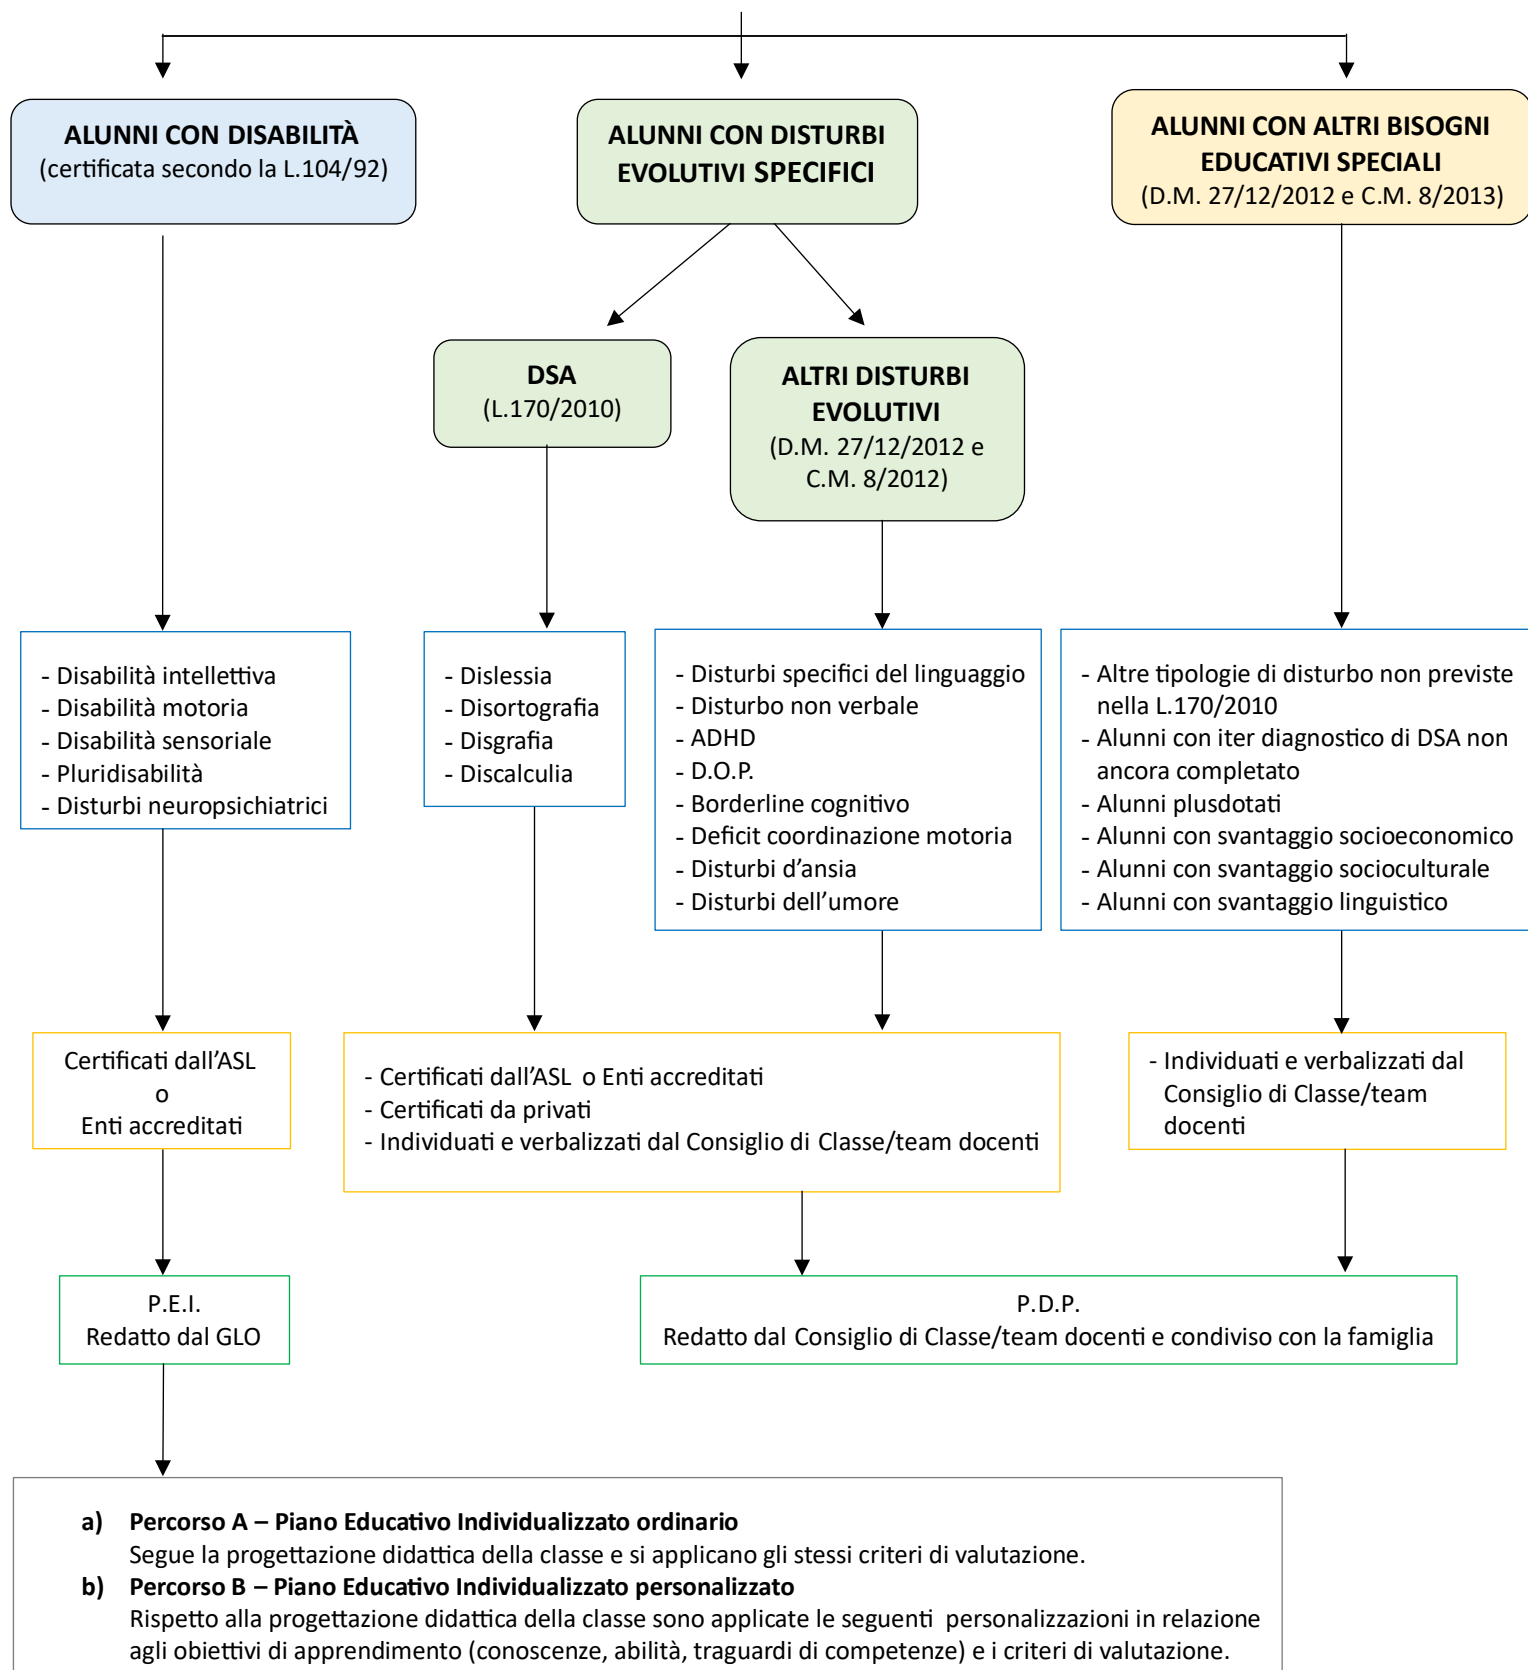 ALUNNI CON DISABILITÀ
(certificata secondo la L.104/92)
ALUNNI CON DISTURBI
EVOLUTIVI SPECIFICI
ALUNNI CON ALTRI BISOGNI
EDUCATIVI SPECIALI
(D.M. 27/12/2012 e C.M. 8/2013)
DSA
(L.170/2010)
ALTRI DISTURBI
EVOLUTIVI
(D.M. 27/12/2012 e
C.M. 8/2012)
- Disabilità intellettiva
- Disabilità motoria
- Disabilità sensoriale
- Pluridisabilità
- Disturbi neuropsichiatrici
- Dislessia
- Disortografia
- Disgrafia
- Discalculia
- Disturbi specifici del linguaggio
- Disturbo non verbale
- ADHD
- D.O.P.
- Borderline cognitivo
- Deficit coordinazione motoria
- Disturbi d'ansia
- Disturbi dell'umore
- Altre tipologie di disturbo non previste
nella L.170/2010
- Alunni con iter diagnostico di DSA non
ancora completato
- Alunni plusdotati
- Alunni con svantaggio socioeconomico
- Alunni con svantaggio socioculturale
- Alunni con svantaggio linguistico
Certificati dall'ASL
o
Enti accreditati
- Certificati dall'ASL o Enti accreditati
- Certificati da privati
- Individuati e verbalizzati dal Consiglio di Classe/team docenti
- Individuati e verbalizzati dal
Consiglio di Classe/team
docenti
P.E.I.
Redatto dal GLO
P.D.P.
Redatto dal Consiglio di Classe/team docenti e condiviso con la famiglia
a) Percorso A – Piano Educativo Individualizzato ordinario
Segue la progettazione didattica della classe e si applicano gli stessi criteri di valutazione.
b) Percorso B – Piano Educativo Individualizzato personalizzato
Rispetto alla progettazione didattica della classe sono applicate le seguenti personalizzazioni in relazione
agli obiettivi di apprendimento (conoscenze, abilità, traguardi di competenze) e i criteri di valutazione.